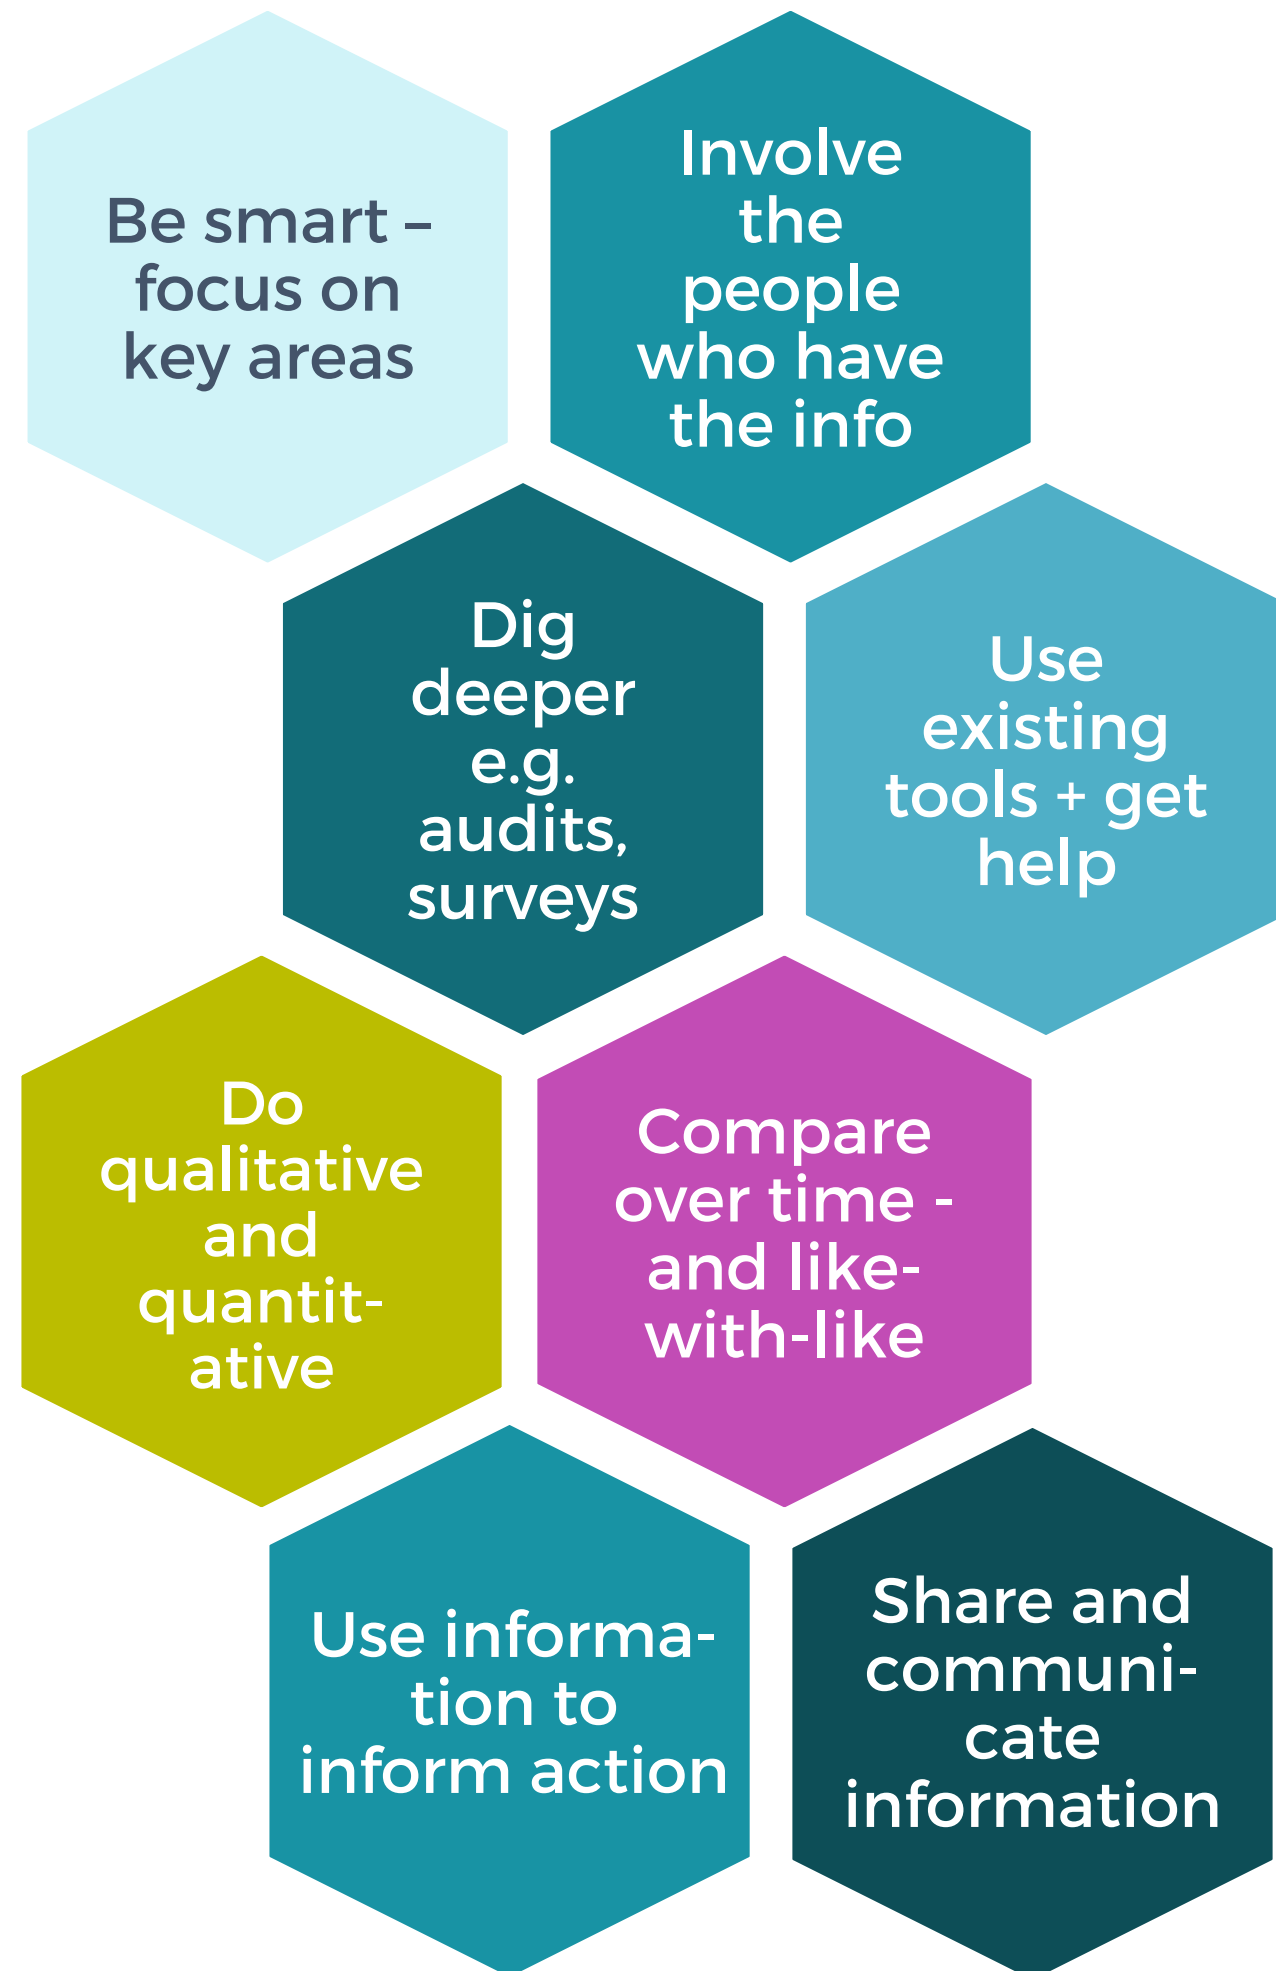 Be smart –
focus on
key areas
Involve
the
people
who have
the info
Dig
deeper
e.g.
audits,
surveys
Use
existing
tools + get
help
Do
qualitative
and
quantit-
ative
Compare
over time -
and like-
with-like
Use informa-
tion to
inform action
Share and
communi-
cate
information